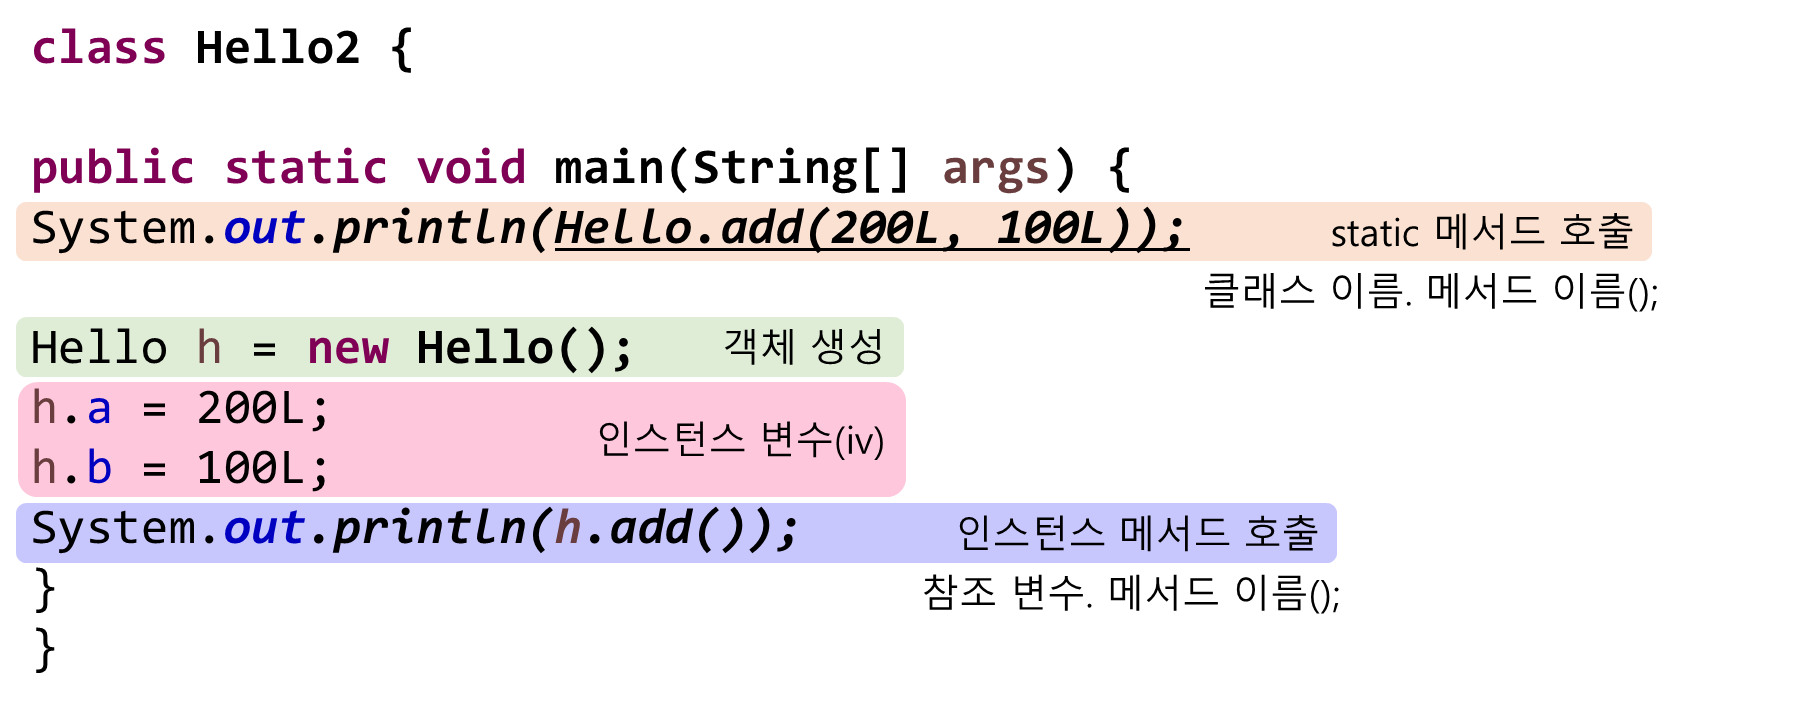 class Hello2 {
public static void main(String[] args) {
System.out.println(Hello.add(200L, 100L)); static 메서드 호출
클래스 이름. 메서드 이름();
Hello h = new Hello(); 객체 생성
h.a = 200L;
인스턴스 변수(iv)
h.b = 100L;
System.out.println(h.add()); 인스턴스 메서드 호출
} 참조 변수. 메서드 이름();
}